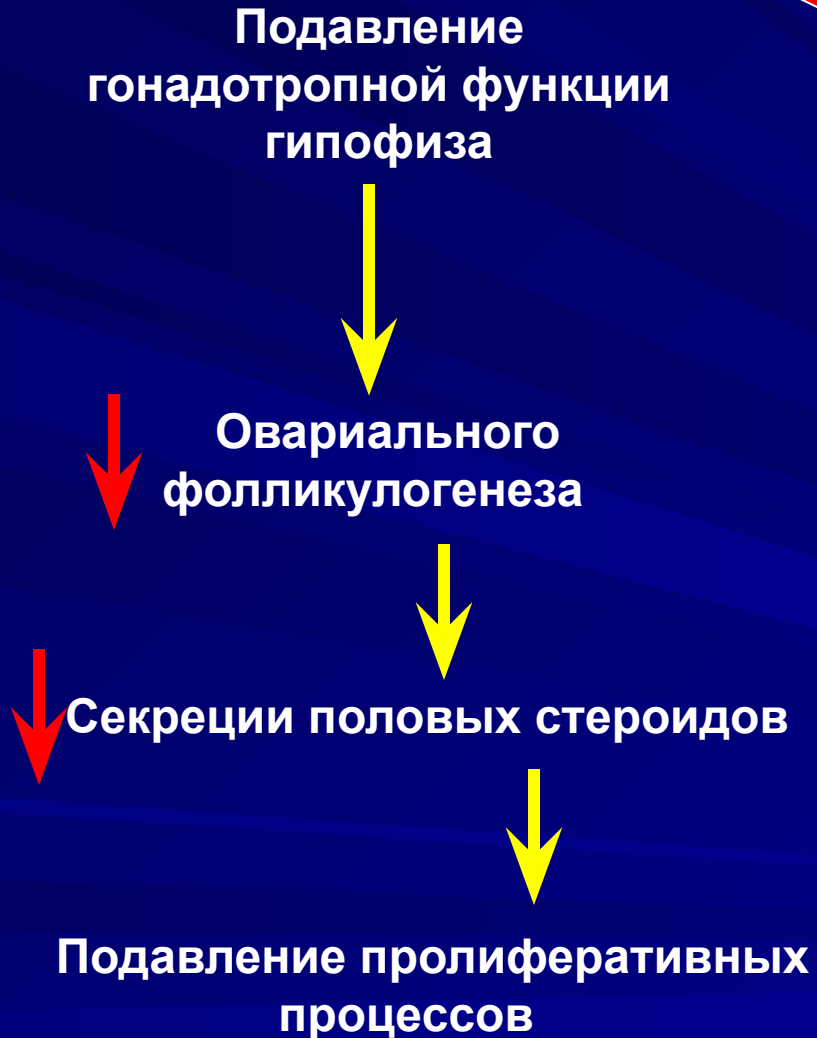 Подавление
гонадотропной функции
гипофиза
Овариального
фолликулогенеза
Секреции половых стероидов
Подавление пролиферативных
процессов